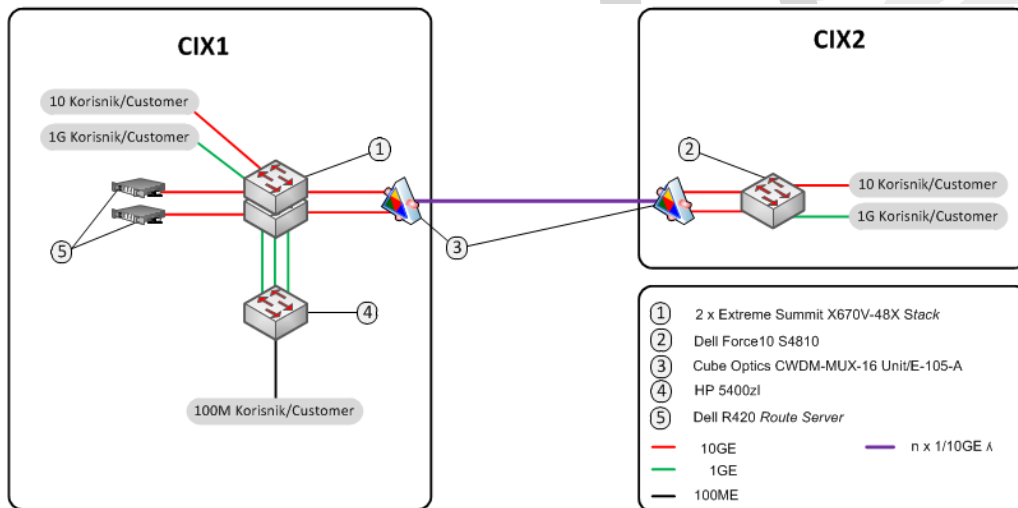 CIX1
10 Korisnik/Customer
1G Korisnik/Customer
1
5
3
4
100M Korisnik/Customer
CIX2
2
10 Korisnik/Customer
1G Korisnik/Customer
1 2 x Extreme Summit X670V-48X Stack
2 Dell Force10 S4810
3 Cube Optics CWDM-MUX-16 Unit/E-105-A
4 HP 5400zl
5 Dell R420 Route Server
10GE n x 1/10GE ʎ
1GE
100ME